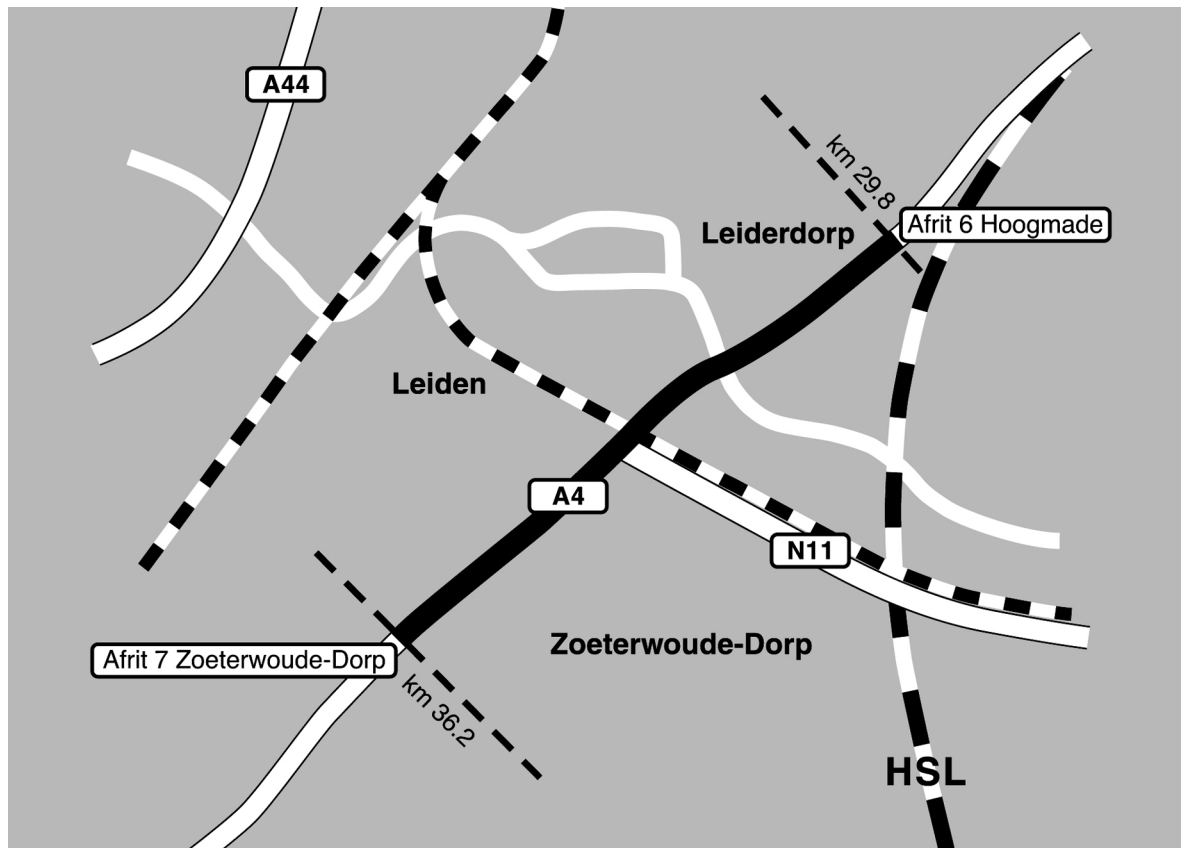 A44
km 29.8
Afrit 6 Hoogmade
Leiderdorp
Leiden
A4
N11
Zoeterwoude-Dorp
Afrit 7 Zoeterwoude-Dorp
km 36.2
HSL